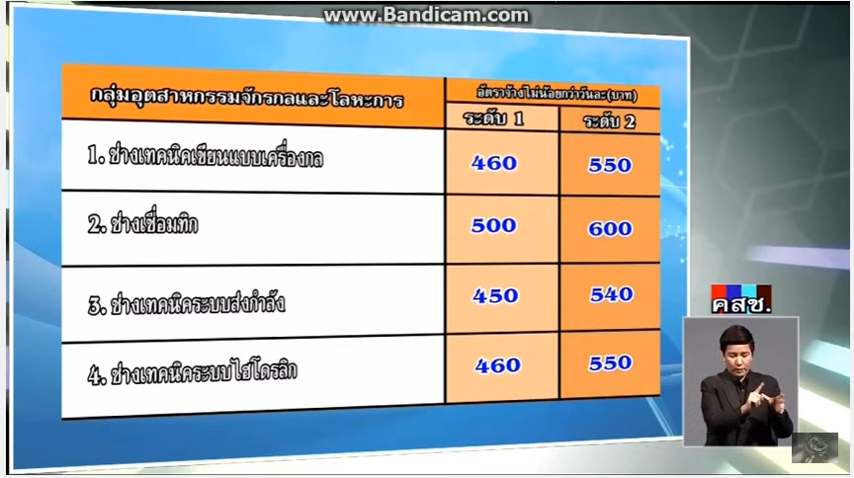 www.Bandicam.com
กลุ่มอุตสาหกรรมจักรกลและโลหะการ
อัตราจ้างไม่น้อยกว่าวันละ(บาท)
ระดับ 1 ระดับ 2
1. ช่างเทคนิคเขียนแบบเครื่องกล 460 550
2. ช่างเชื่อมทิก 500 600
3. ช่างเทคนิคระบบส่งกำลัง 450 540
4. ช่างเทคนิคระบบไฮโดรลิก 460 550
คสช.